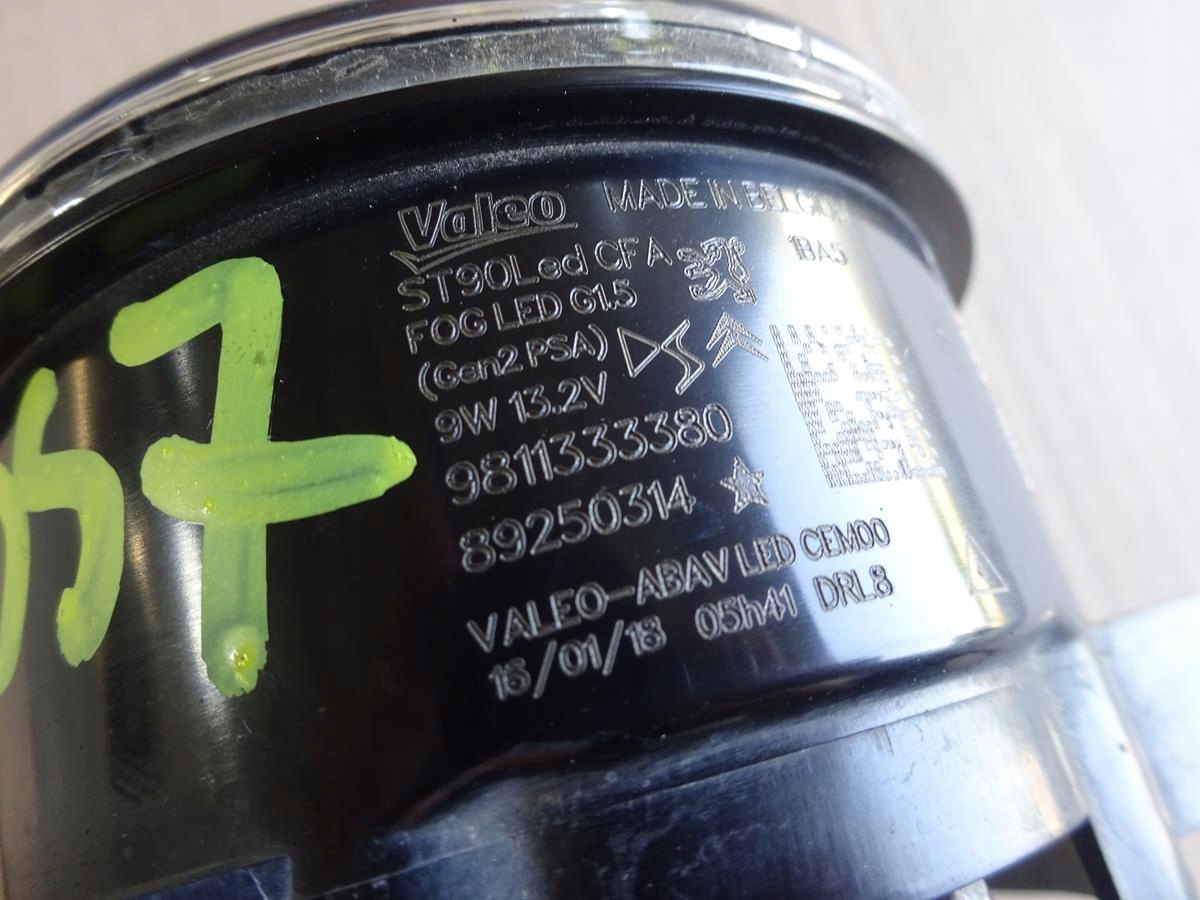 Valeo MADE IN BELGIUM
ST90Led CF A 1BA5
FOG LED G1.5
(Gen2 PSA) DS
9W 13.2V
9811333380
89250314
VALEO-ABAV LED CEM00
16/01/18 05h41 DRL8